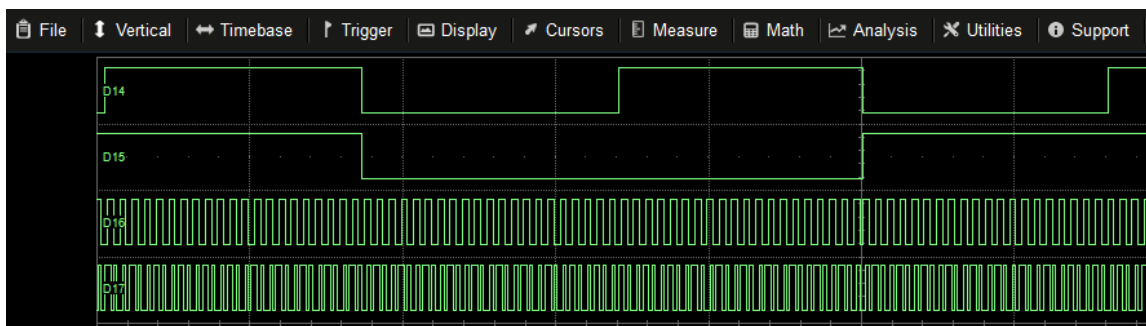 File Vertical Timebase Trigger Display Cursors Measure Math Analysis Utilities Support
D14
D15
D16
D17